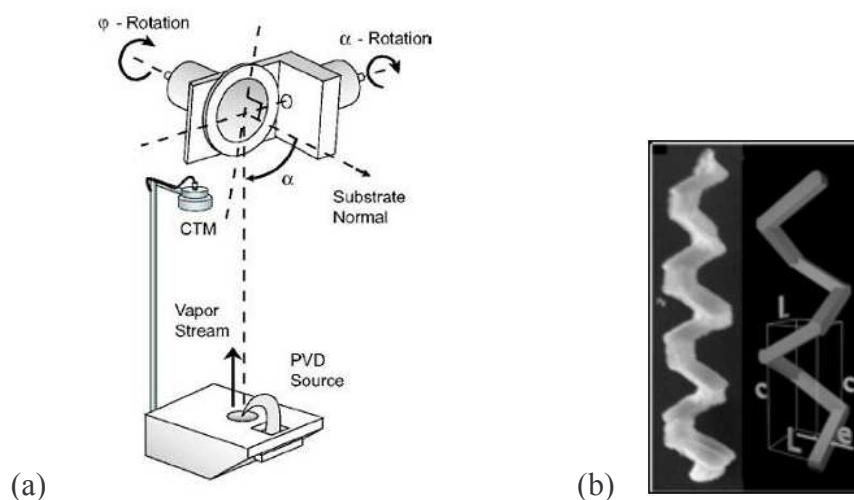 φ - Rotation
α - Rotation
α
Substrate
Normal
CTM
Vapor
Stream
PVD
Source
L
c
c
L
e
(a)
(b)